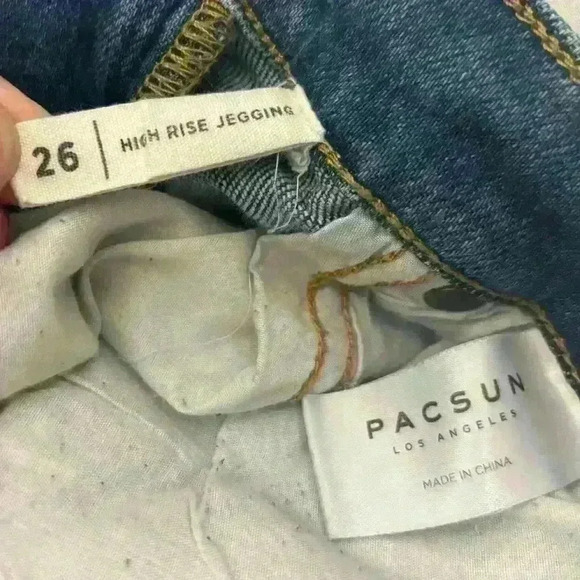 26 | HIGH RISE JEGGING
PACSUN
LOS ANGELES
MADE IN CHINA